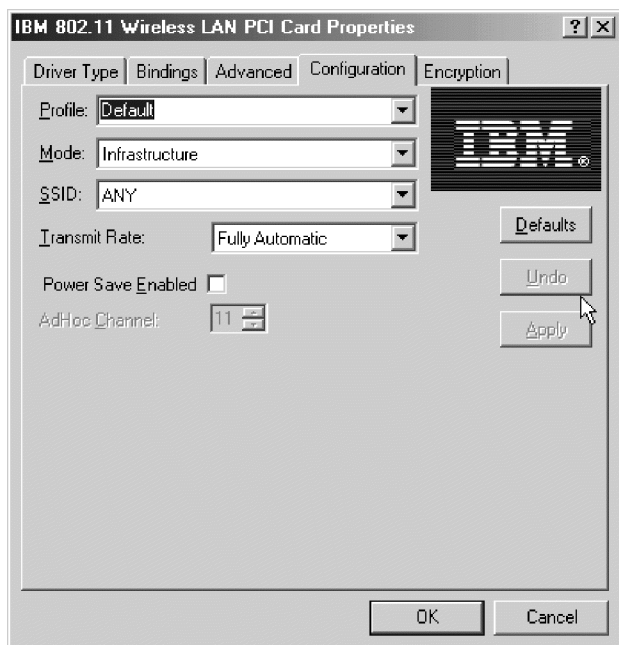 IBM 802.11 Wireless LAN PCI Card Properties
Driver Type Bindings Advanced Configuration Encryption
Profile: Default
IBM®
Mode: Infrastructure
SSID: ANY
Defaults
Transmit Rate: Fully Automatic
Power Save Enabled
Undo
AdHoc Channel: 11
Apply
OK Cancel